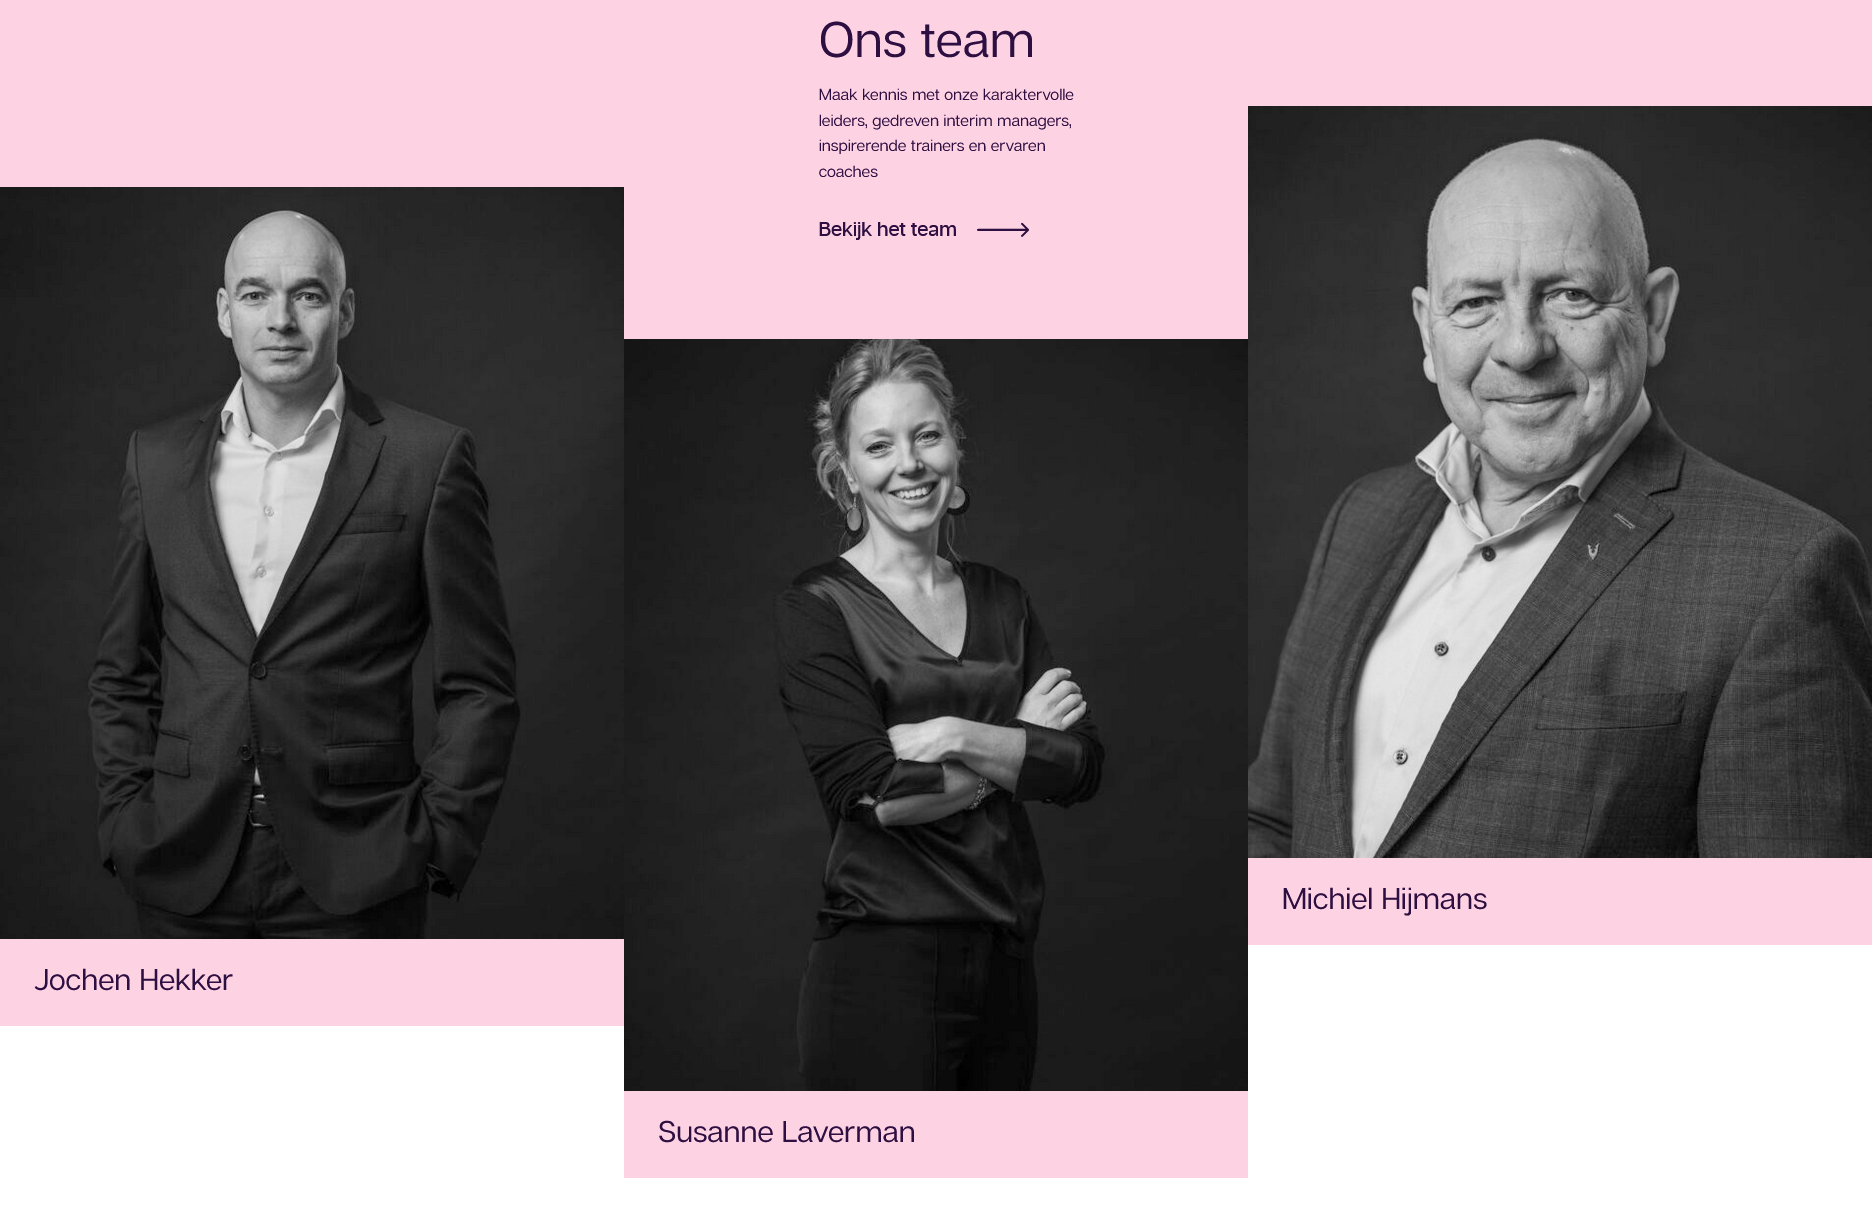 Ons team
Maak kennis met onze karaktervolle
leiders, gedreven interim managers,
inspirerende trainers en ervaren
coaches
Bekijk het team
Jochen Hekker
Susanne Laverman
Michiel Hijmans